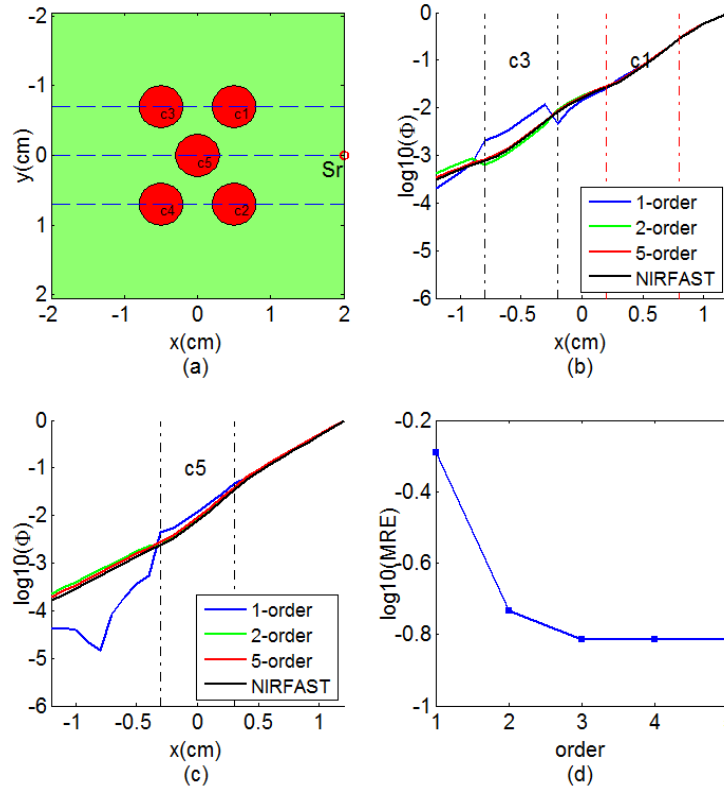 -2
-1
0
1
2
y(cm)
c3
c1
c5
c4
c2
Sr
-2
-1
0
1
2
x(cm)
(a)
0
-1
-2
-3
-4
-5
-6
log10(Φ)
c3
c1
1-order
2-order
5-order
NIRFAST
-1
-0.5
0
0.5
1
x(cm)
(b)
0
-1
-2
-3
-4
-5
-6
log10(Φ)
c5
1-order
2-order
5-order
NIRFAST
-1
-0.5
0
0.5
1
x(cm)
(c)
-0.2
-0.4
-0.6
-0.8
-1
log10(MRE)
1
2
3
4
order
(d)